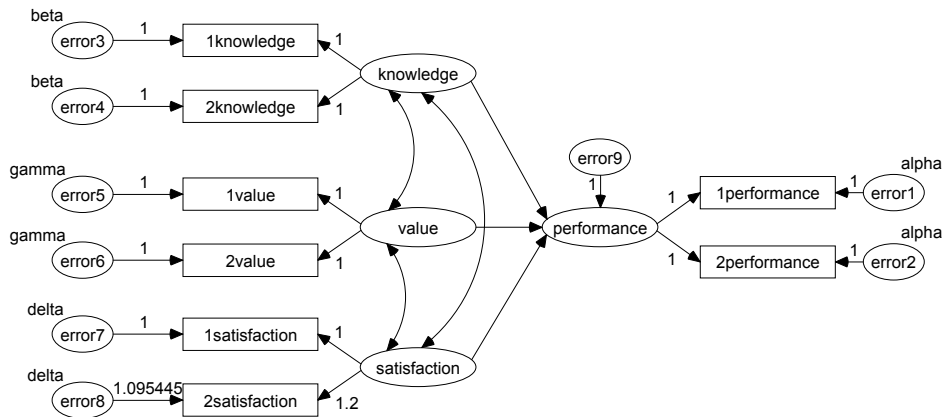 beta
error3
1
1knowledge
1
knowledge
beta
error4
1
2knowledge
1
gamma
error5
1
1value
1
value
gamma
error6
1
2value
1
delta
error7
1
1satisfaction
1
satisfaction
delta
error8
1.095445
2satisfaction
1.2
error9
1
performance
1
1performance
1
alpha
error1
1
2performance
1
alpha
error2